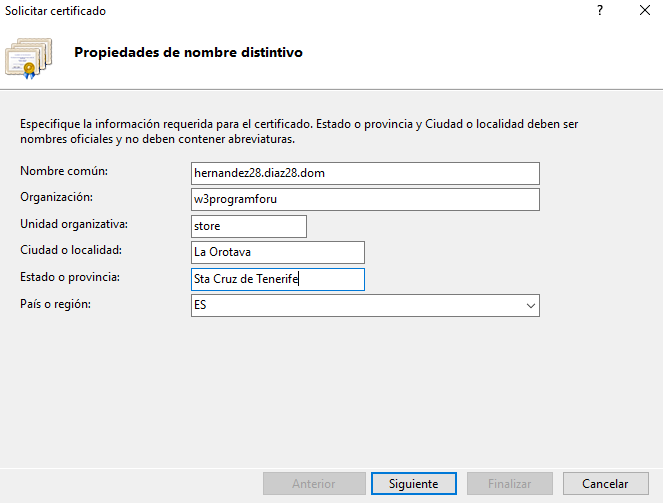 Solicitar certificado
?
Propiedades de nombre distintivo
Especifique la información requerida para el certificado. Estado o provincia y Ciudad o localidad deben ser
nombres oficiales y no deben contener abreviaturas.
Nombre común: hernandez28.diaz28.dom
Organización: w3programforu
Unidad organizativa: store
Ciudad o localidad: La Orotava
Estado o provincia: Sta Cruz de Tenerife
País o región: ES
Anterior Siguiente Finalizar Cancelar